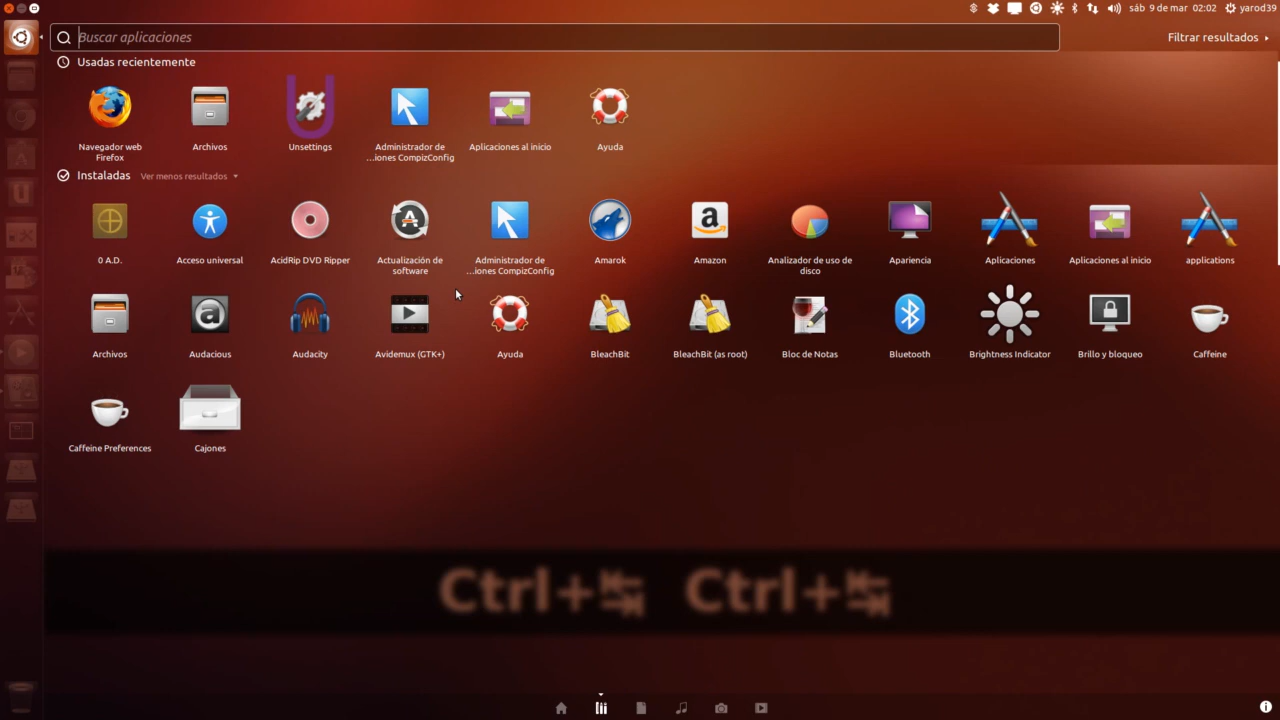 sáb 9 de mar 02:02 yarod39
Buscar aplicaciones
Filtrar resultados
Usadas recientemente
Navegador web Firefox
Archivos
Unsettings
Administrador de ...iones CompizConfig
Aplicaciones al inicio
Ayuda
Instaladas Ver menos resultados
0 A.D.
Acceso universal
AcidRip DVD Ripper
Actualización de software
Administrador de ...iones CompizConfig
Amarok
Amazon
Analizador de uso de disco
Apariencia
Aplicaciones
Aplicaciones al inicio
applications
Archivos
Audacious
Audacity
Avidemux (GTK+)
Ayuda
BleachBit
BleachBit (as root)
Bloc de Notas
Bluetooth
Brightness Indicator
Brillo y bloqueo
Caffeine
Caffeine Preferences
Cajones
Ctrl+↹ Ctrl+↹